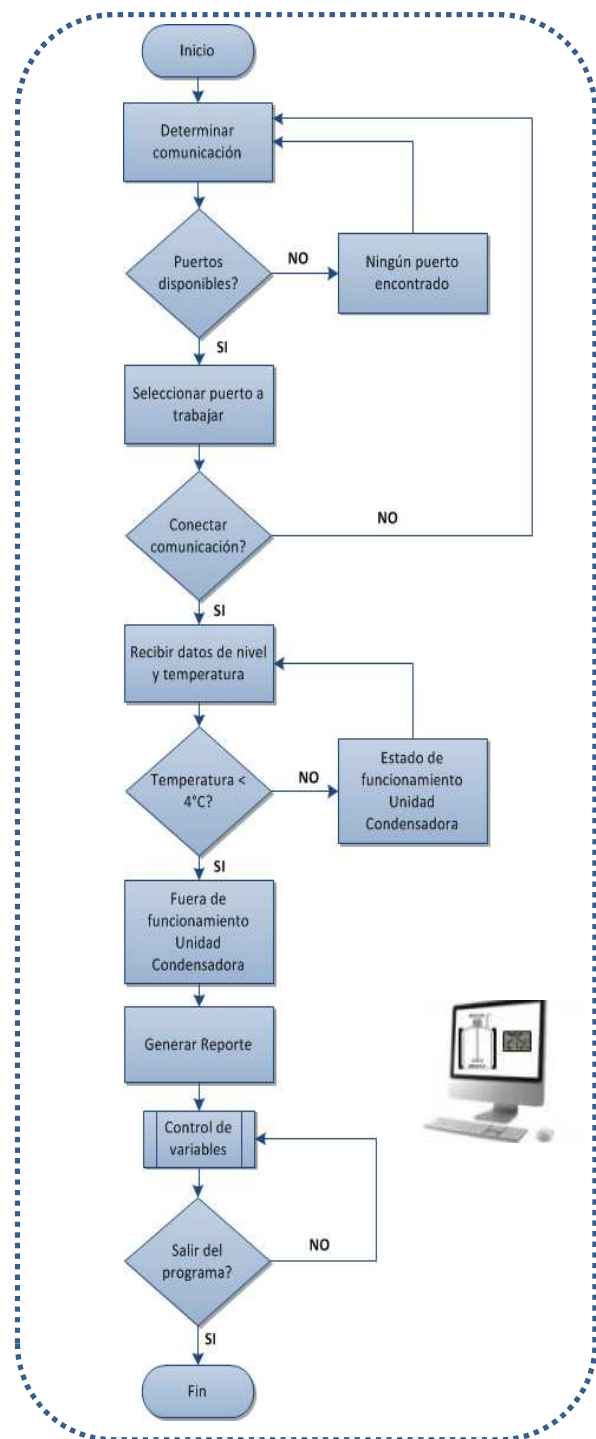 Inicio
Determinar
comunicación
Puertos
disponibles?
NO
Ningún puerto
encontrado
SI
Seleccionar puerto a
trabajar
Conectar
comunicación?
NO
SI
Recibir datos de nivel
y temperatura
Temperatura <
4°C?
NO
Estado de
funcionamiento
Unidad
Condensadora
SI
Fuera de
funcionamiento
Unidad
Condensadora
Generar Reporte
Control de
variables
Salir del
programa?
NO
SI
Fin